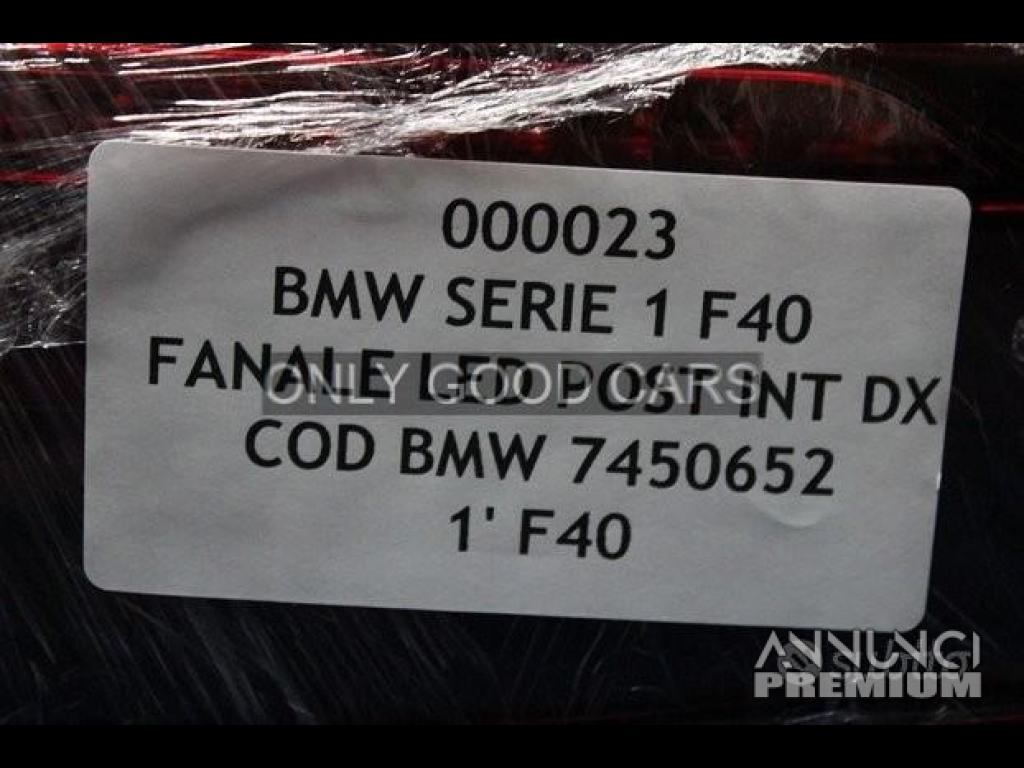 000023
BMW SERIE 1 F40
FANALE LED POST INT DX
ONLY GOOD CARS
COD BMW 7450652
1' F40
ANNUNCI
PREMIUM